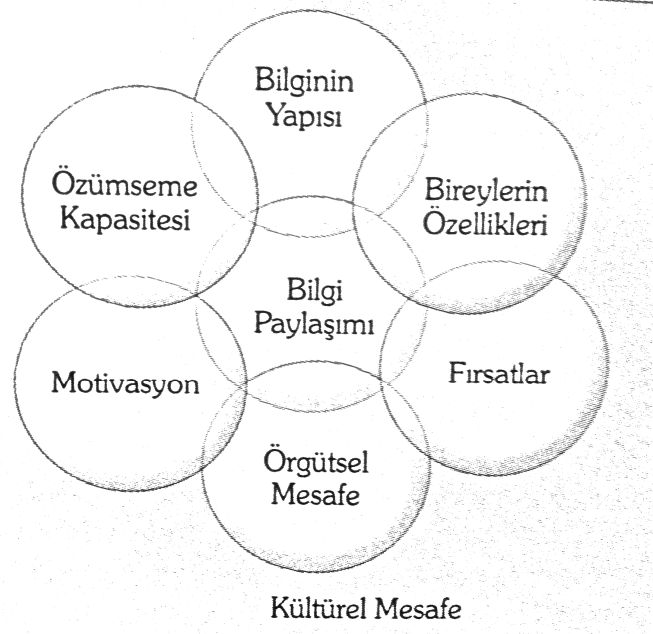 Bilginin
Yapısı
Özümseme
Kapasitesi
Bireylerin
Özellikleri
Bilgi
Paylaşımı
Motivasyon
Fırsatlar
Örgütsel
Mesafe
Kültürel Mesafe